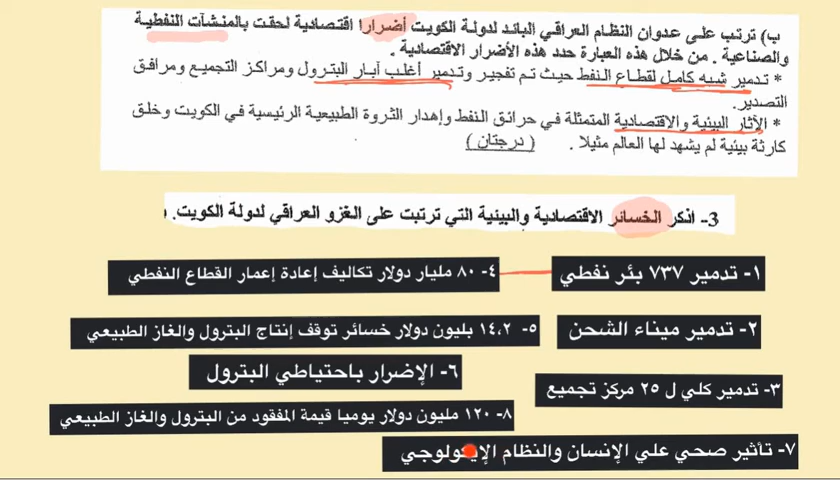 ب) ترتب على عدوان النظام العراقي البائد لدولة الكويت أضرارا اقتصادية لحقت بالمنشآت النفطية
والصناعية . من خلال هذه العبارة حدد هذه الأضرار الاقتصادية .
* تدمير شبه كامل لقطاع النفط حيث تم تفجير وتدمير أغلب آبار البترول ومراكز التجميع ومرافق
التصدير.
* الآثار البيئية والاقتصادية المتمثلة في حرائق النفط وإهدار الثروة الطبيعية الرئيسية في الكويت وخلق
كارثة بيئية لم يشهد لها العالم مثيلا . ( درجتان )
3- اذكر الخسائر الاقتصادية والبيئية التي ترتبت على الغزو العراقي لدولة الكويت.
١- تدمير ٧٣٧ بئر نفطي
٢- تدمير ميناء الشحن
٣- تدمير كلي ل ٢٥ مركز تجميع
٤- ٨٠ مليار دولار تكاليف إعادة إعمار القطاع النفطي
٥- ١٤،٢ بليون دولار خسائر توقف إنتاج البترول والغاز الطبيعي
٦- الإضرار باحتياطي البترول
٨- ١٢٠ مليون دولار يوميا قيمة المفقود من البترول والغاز الطبيعي
٧- تأثير صحي علي الإنسان والنظام الإيكولوجي